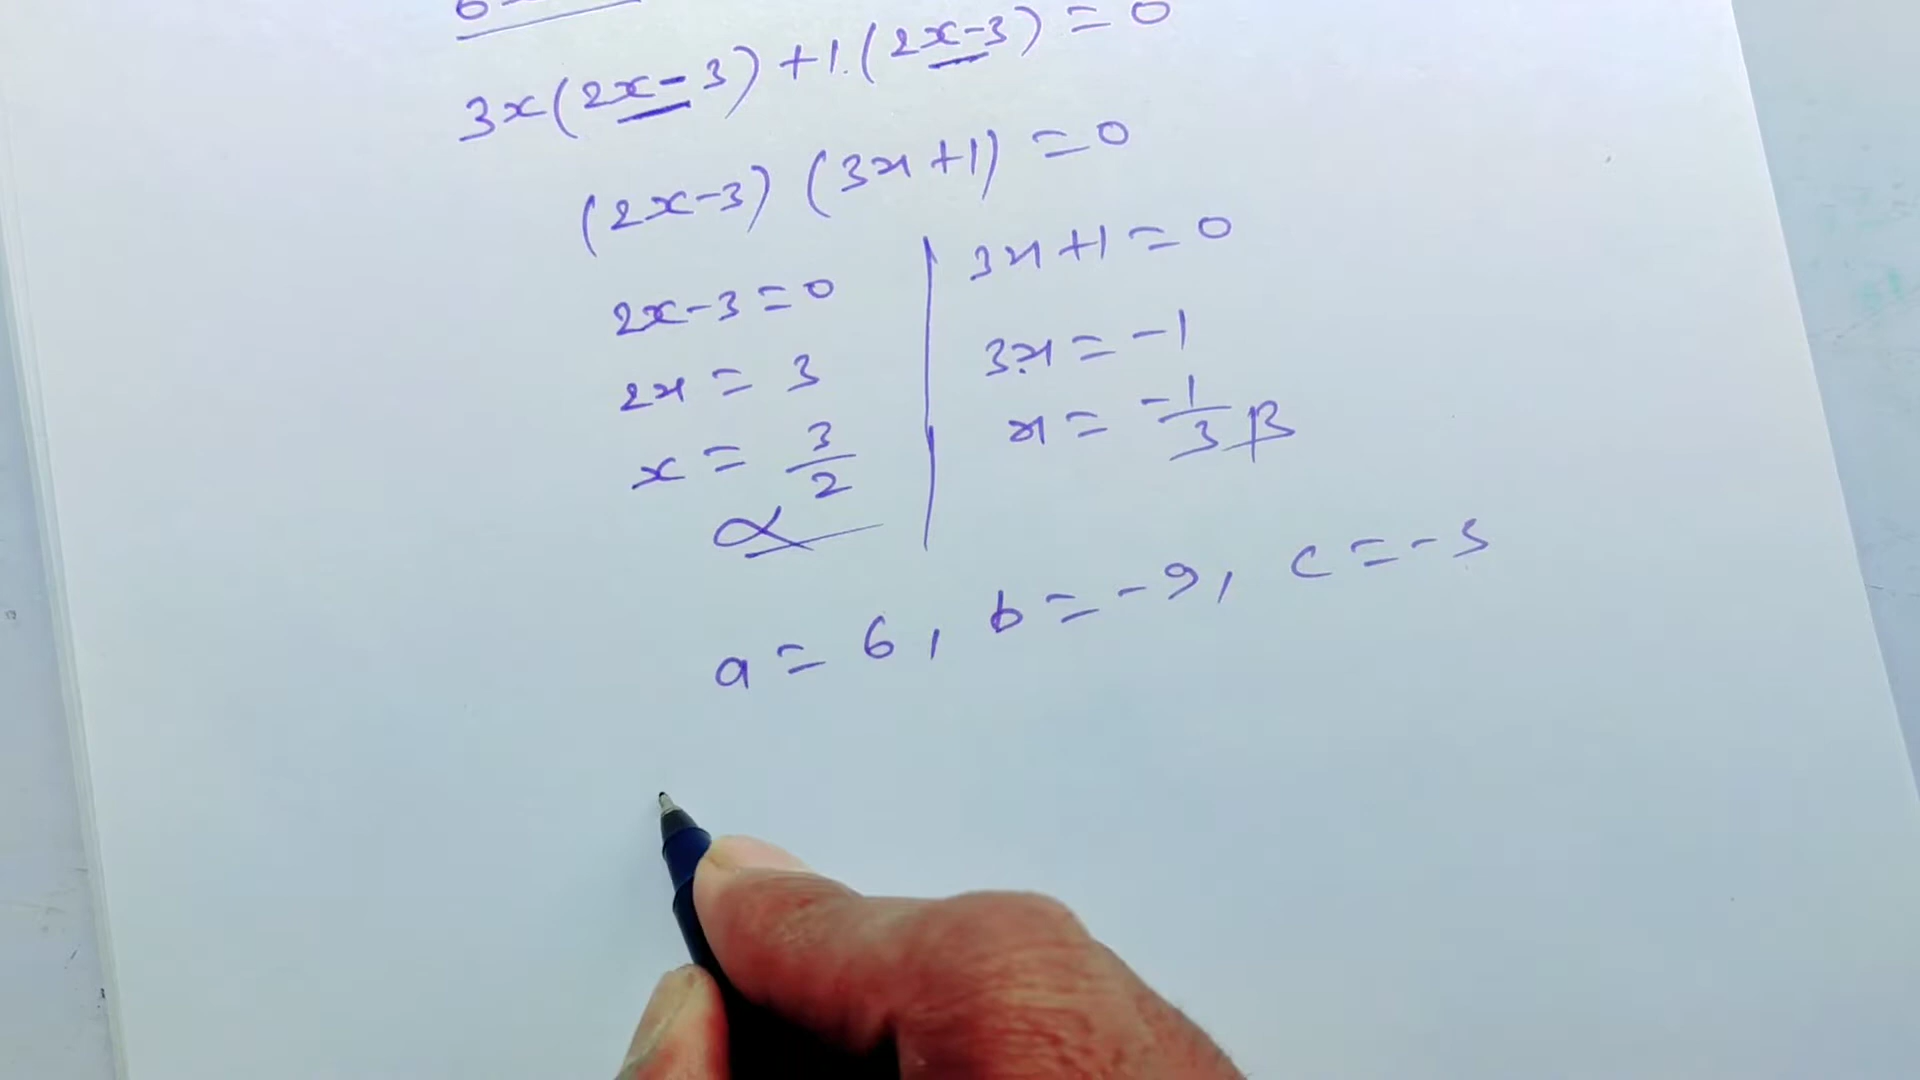 3x(2x-3)+1.(2x-3)=0
(2x-3) (3x+1)=0
2x-3=0
2x = 3
x = 3/2
α
3x+1=0
3x=-1
x= -1/3 β
a= 6, b=-9, c=-3